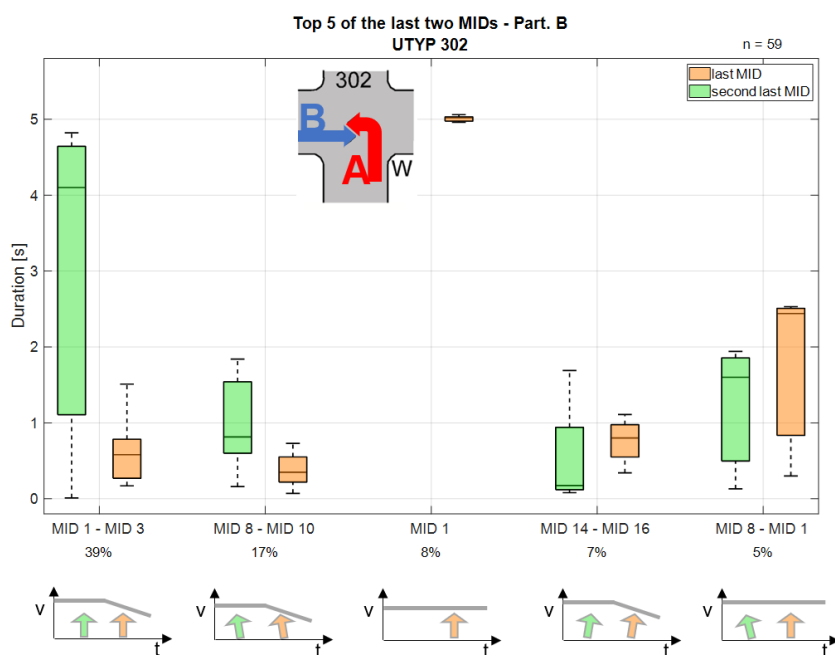 Top 5 of the last two MIDs - Part. B
UTYP 302
n = 59
last MID
second last MID
302
B
A
W
Duration [s]
5
4
3
2
1
0
MID 1 - MID 3
MID 8 - MID 10
MID 1
MID 14 - MID 16
MID 8 - MID 1
39%
17%
8%
7%
5%
v
t
v
t
v
t
v
t
v
t